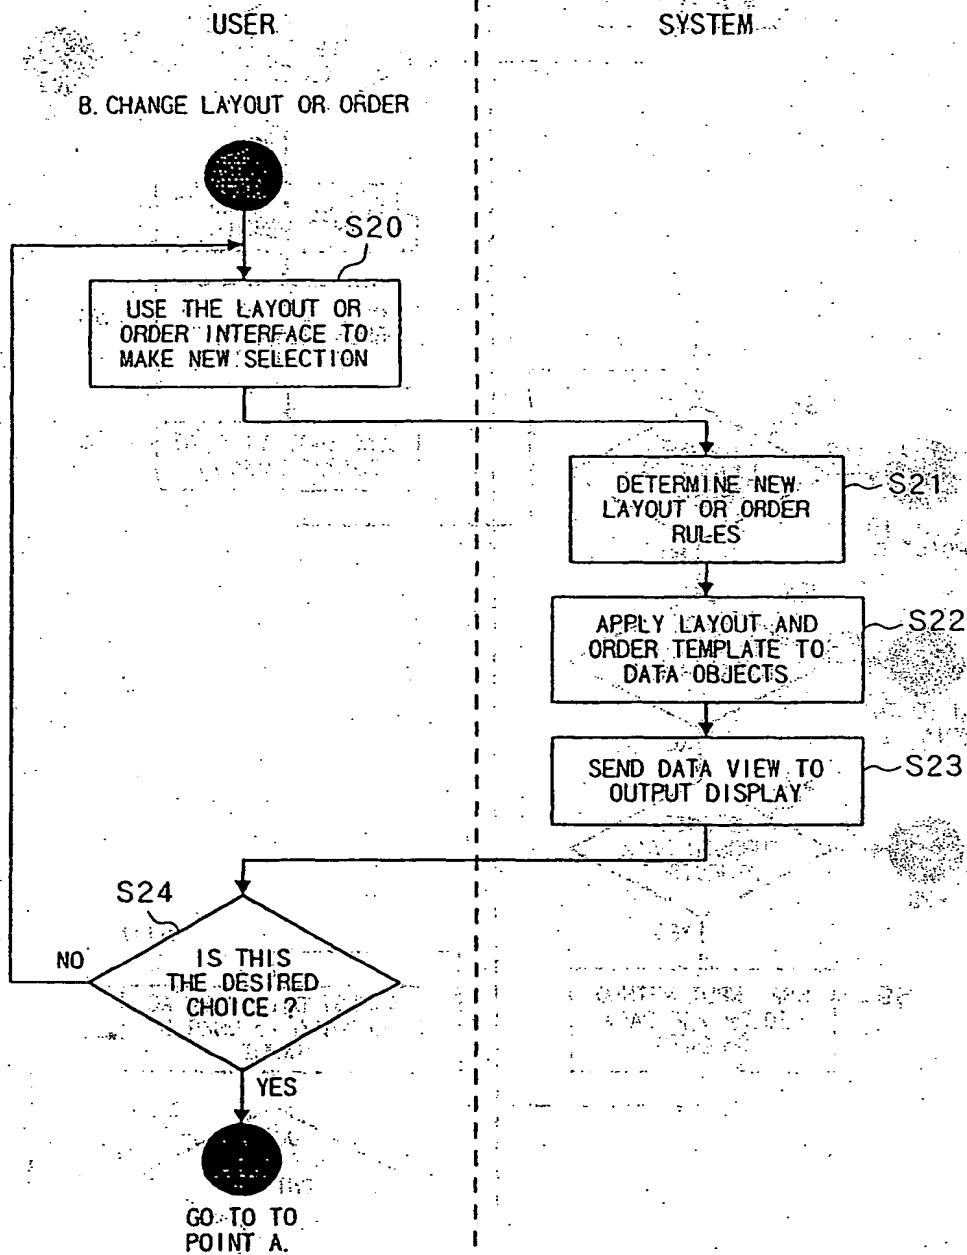 USER
SYSTEM
B. CHANGE LAYOUT OR ORDER
S20
USE THE LAYOUT OR
ORDER INTERFACE TO
MAKE NEW SELECTION
DETERMINE NEW
LAYOUT OR ORDER
RULES
S21
APPLY LAYOUT AND
ORDER TEMPLATE TO
DATA OBJECTS
S22
SEND DATA VIEW TO
OUTPUT DISPLAY
S23
S24
NO
IS THIS
THE DESIRED
CHOICE ?
YES
GO TO TO
POINT A.